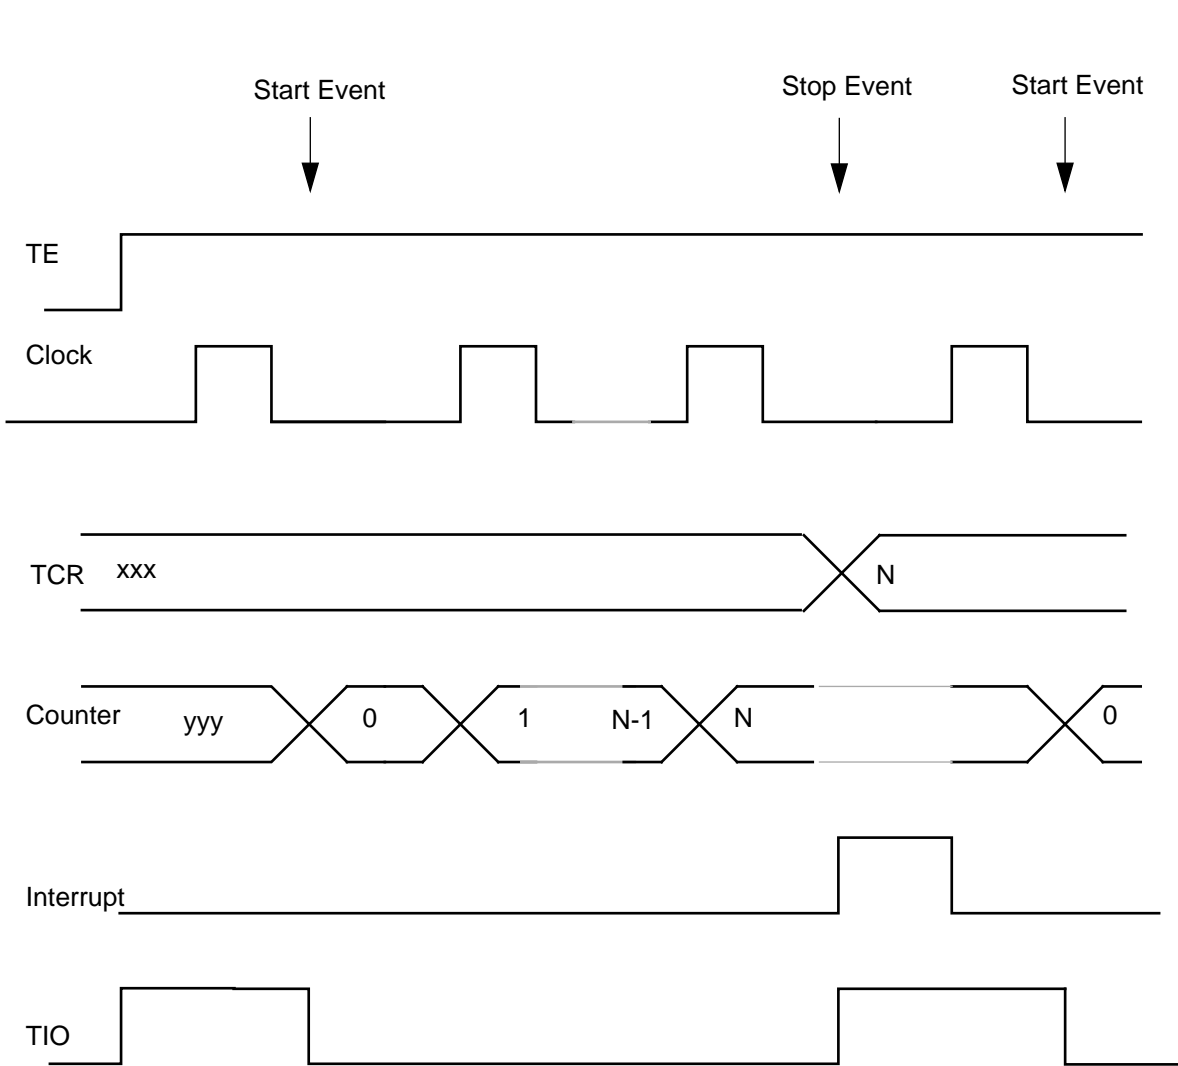 Start Event
Stop Event
Start Event
TE
Clock
TCR xxx N
Counter yyy 0 1 N-1 N 0
Interrupt
TIO